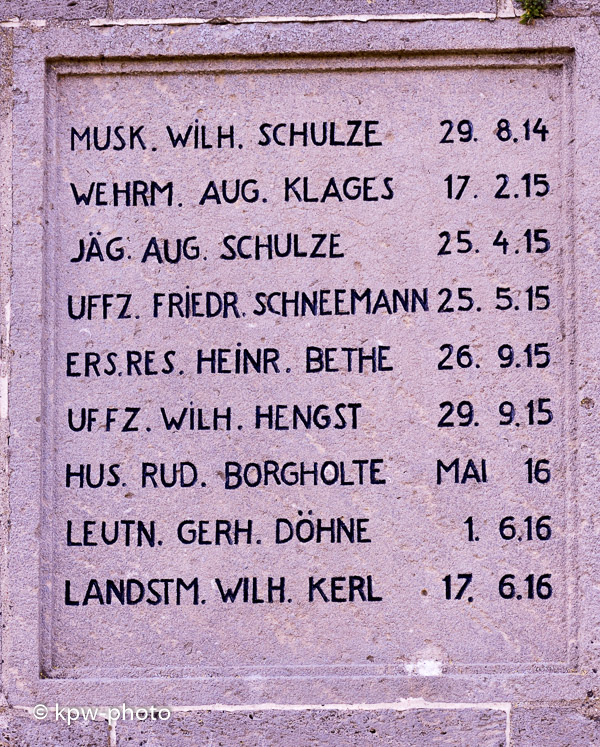 MUSK. WILH. SCHULZE 29. 8.14
WEHRM. AUG. KLAGES 17. 2.15
JÄG. AUG. SCHULZE 25. 4.15
UFFZ. FRIEDR. SCHNEEMANN 25. 5.15
ERS.RES. HEINR. BETHE 26. 9.15
UFFZ. WILH. HENGST 29. 9.15
HUS. RUD. BORGHOLTE MAI 16
LEUTN. GERH. DÖHNE 1. 6.16
LANDSTM. WILH. KERL 17. 6.16
© kpw-photo